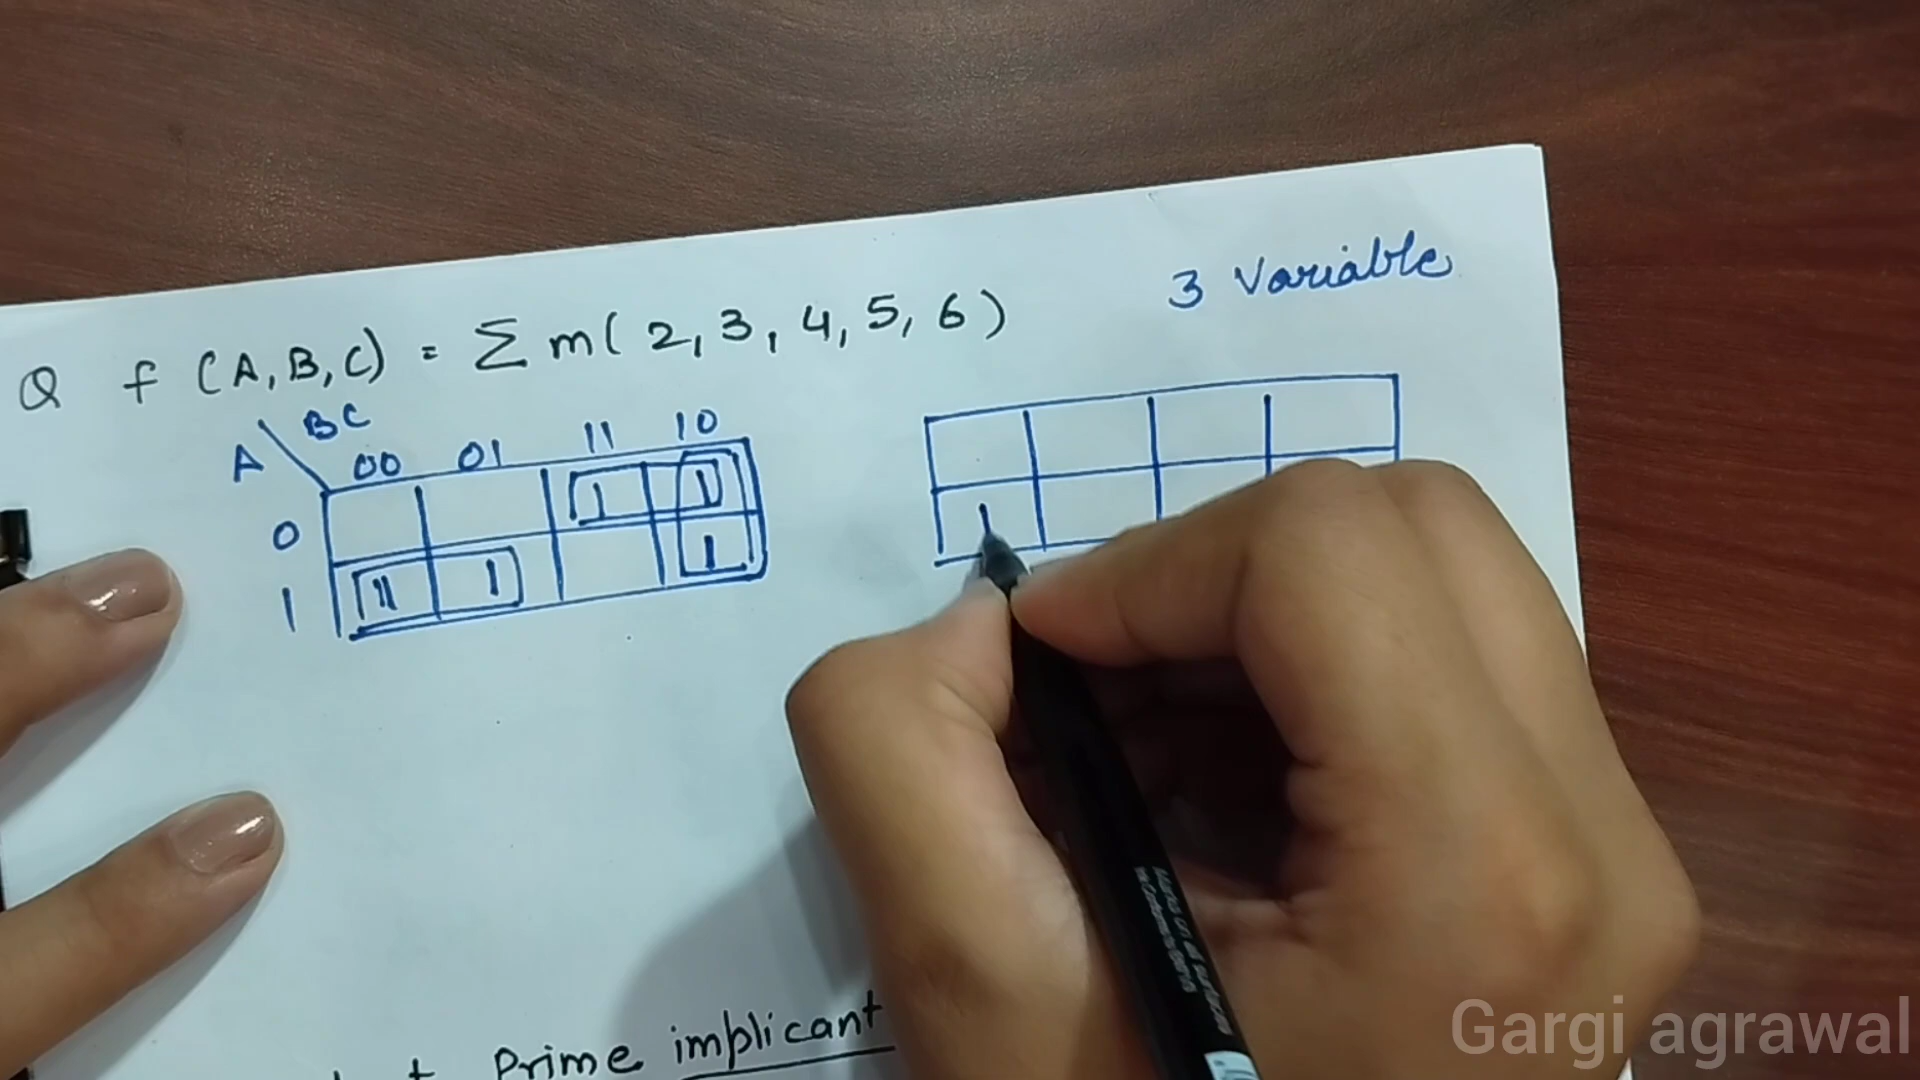 3 Variable
Q f (A, B, C) = Σ m( 2, 3, 4, 5, 6 )
A \ BC
00 01 11 10
0 1 1
1 1 1 1
1
Prime implicant
Gargi agrawal